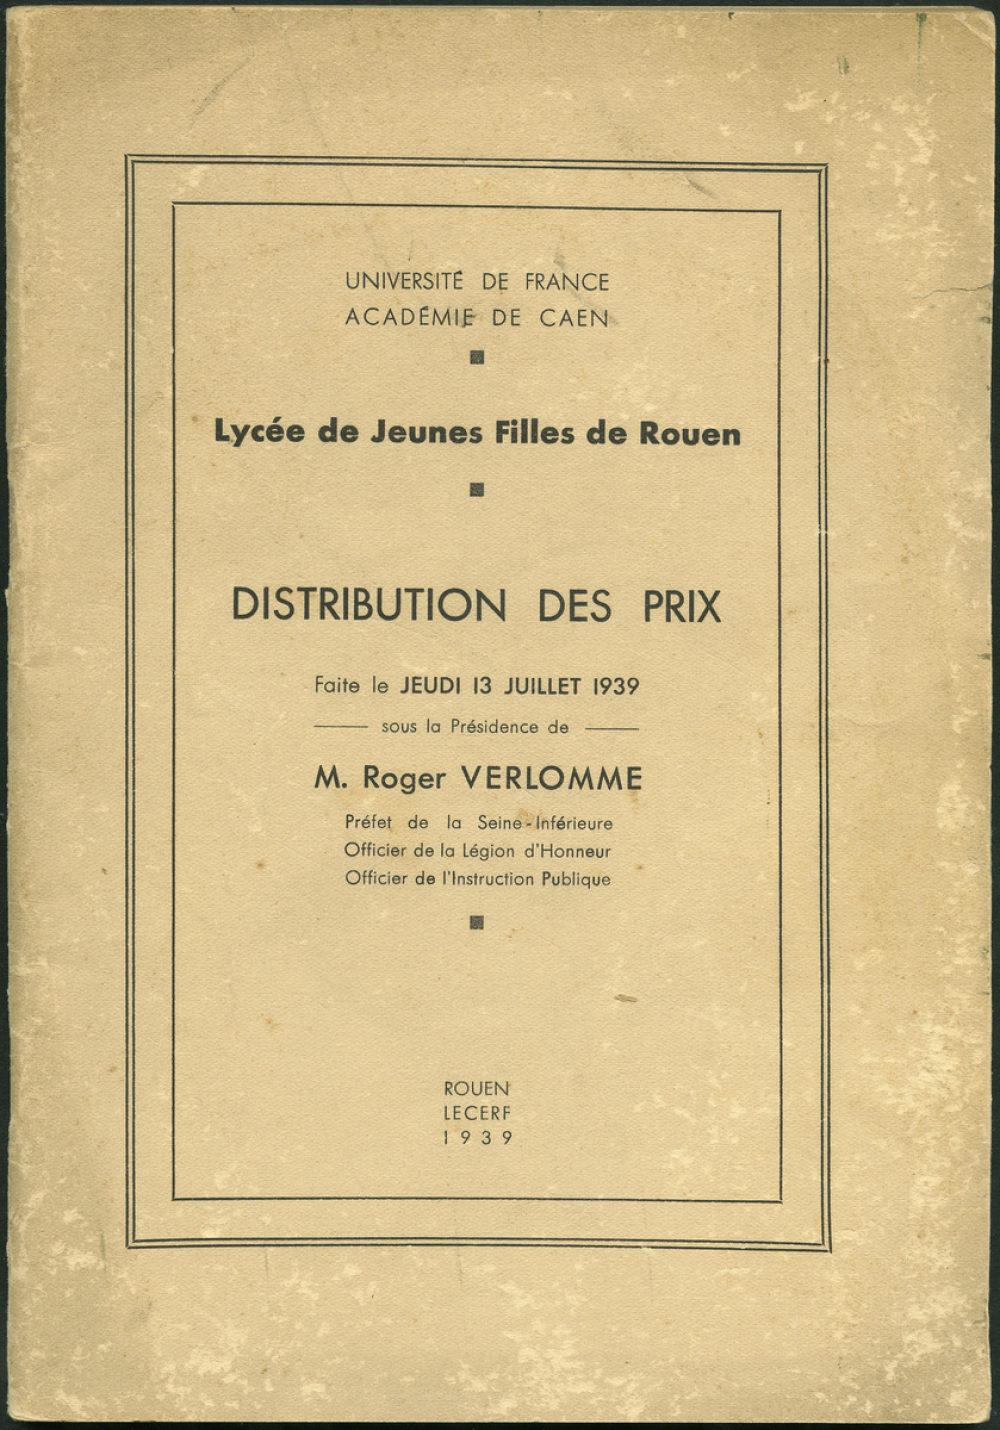 UNIVERSITÉ DE FRANCE
ACADÉMIE DE CAEN
Lycée de Jeunes Filles de Rouen
DISTRIBUTION DES PRIX
Faite le JEUDI 13 JUILLET 1939
sous la Présidence de
M. Roger VERLOMME
Préfet de la Seine-Inférieure
Officier de la Légion d'Honneur
Officier de l'Instruction Publique
ROUEN
LECERF
1939